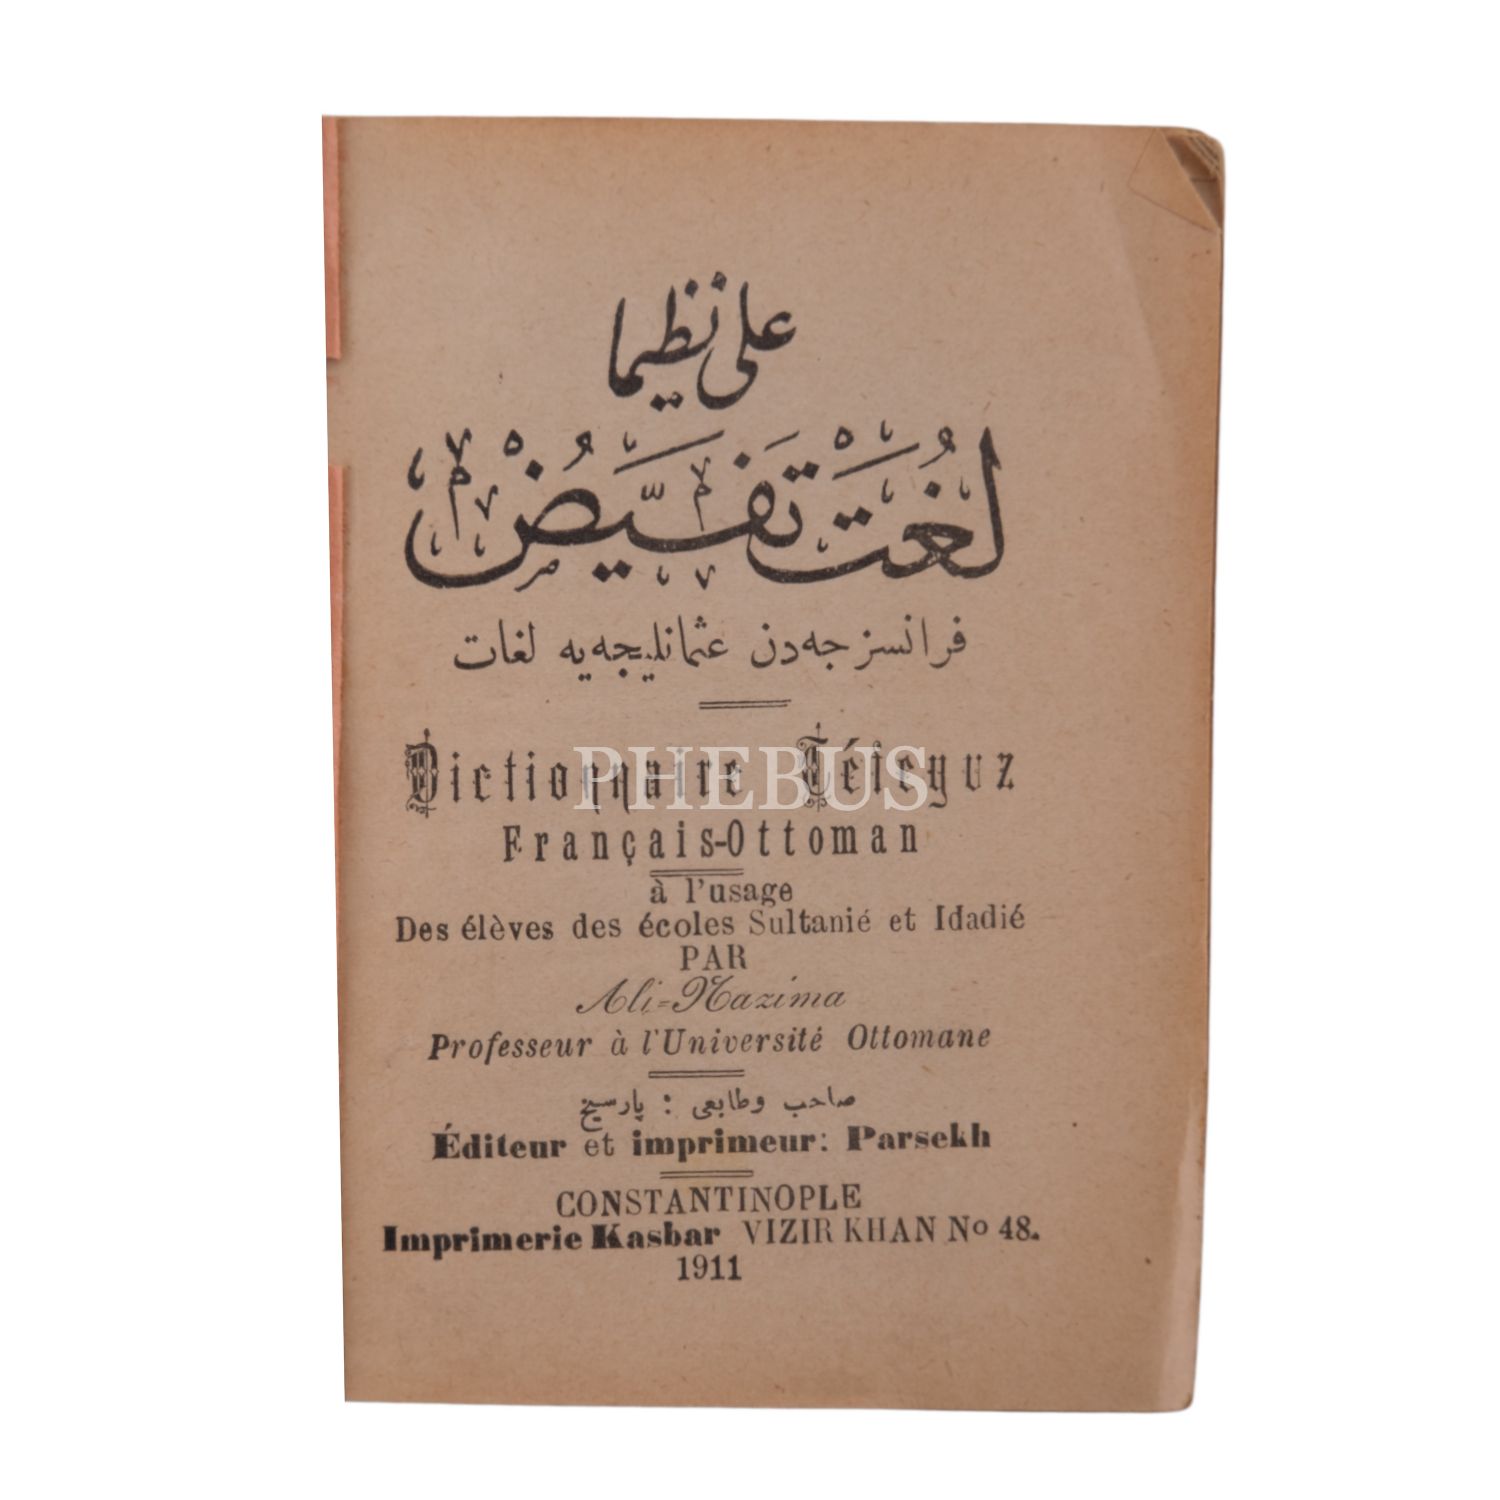 علی نظیما
لُغَتْ تَفَیُّضْ
فرانسزجه‌دن عثمانلیجه‌یه لغات
Dictionnaire Téfeyuz
PHEBUS
Français-Ottoman
à l'usage
Des élèves des écoles Sultanié et Idadié
PAR
Ali-Nazima
Professeur à l'Université Ottomane
صاحب وطابعی : پارسیخ
Éditeur et imprimeur: Parsekh
CONSTANTINOPLE
Imprimerie Kasbar VIZIR KHAN No 48.
1911